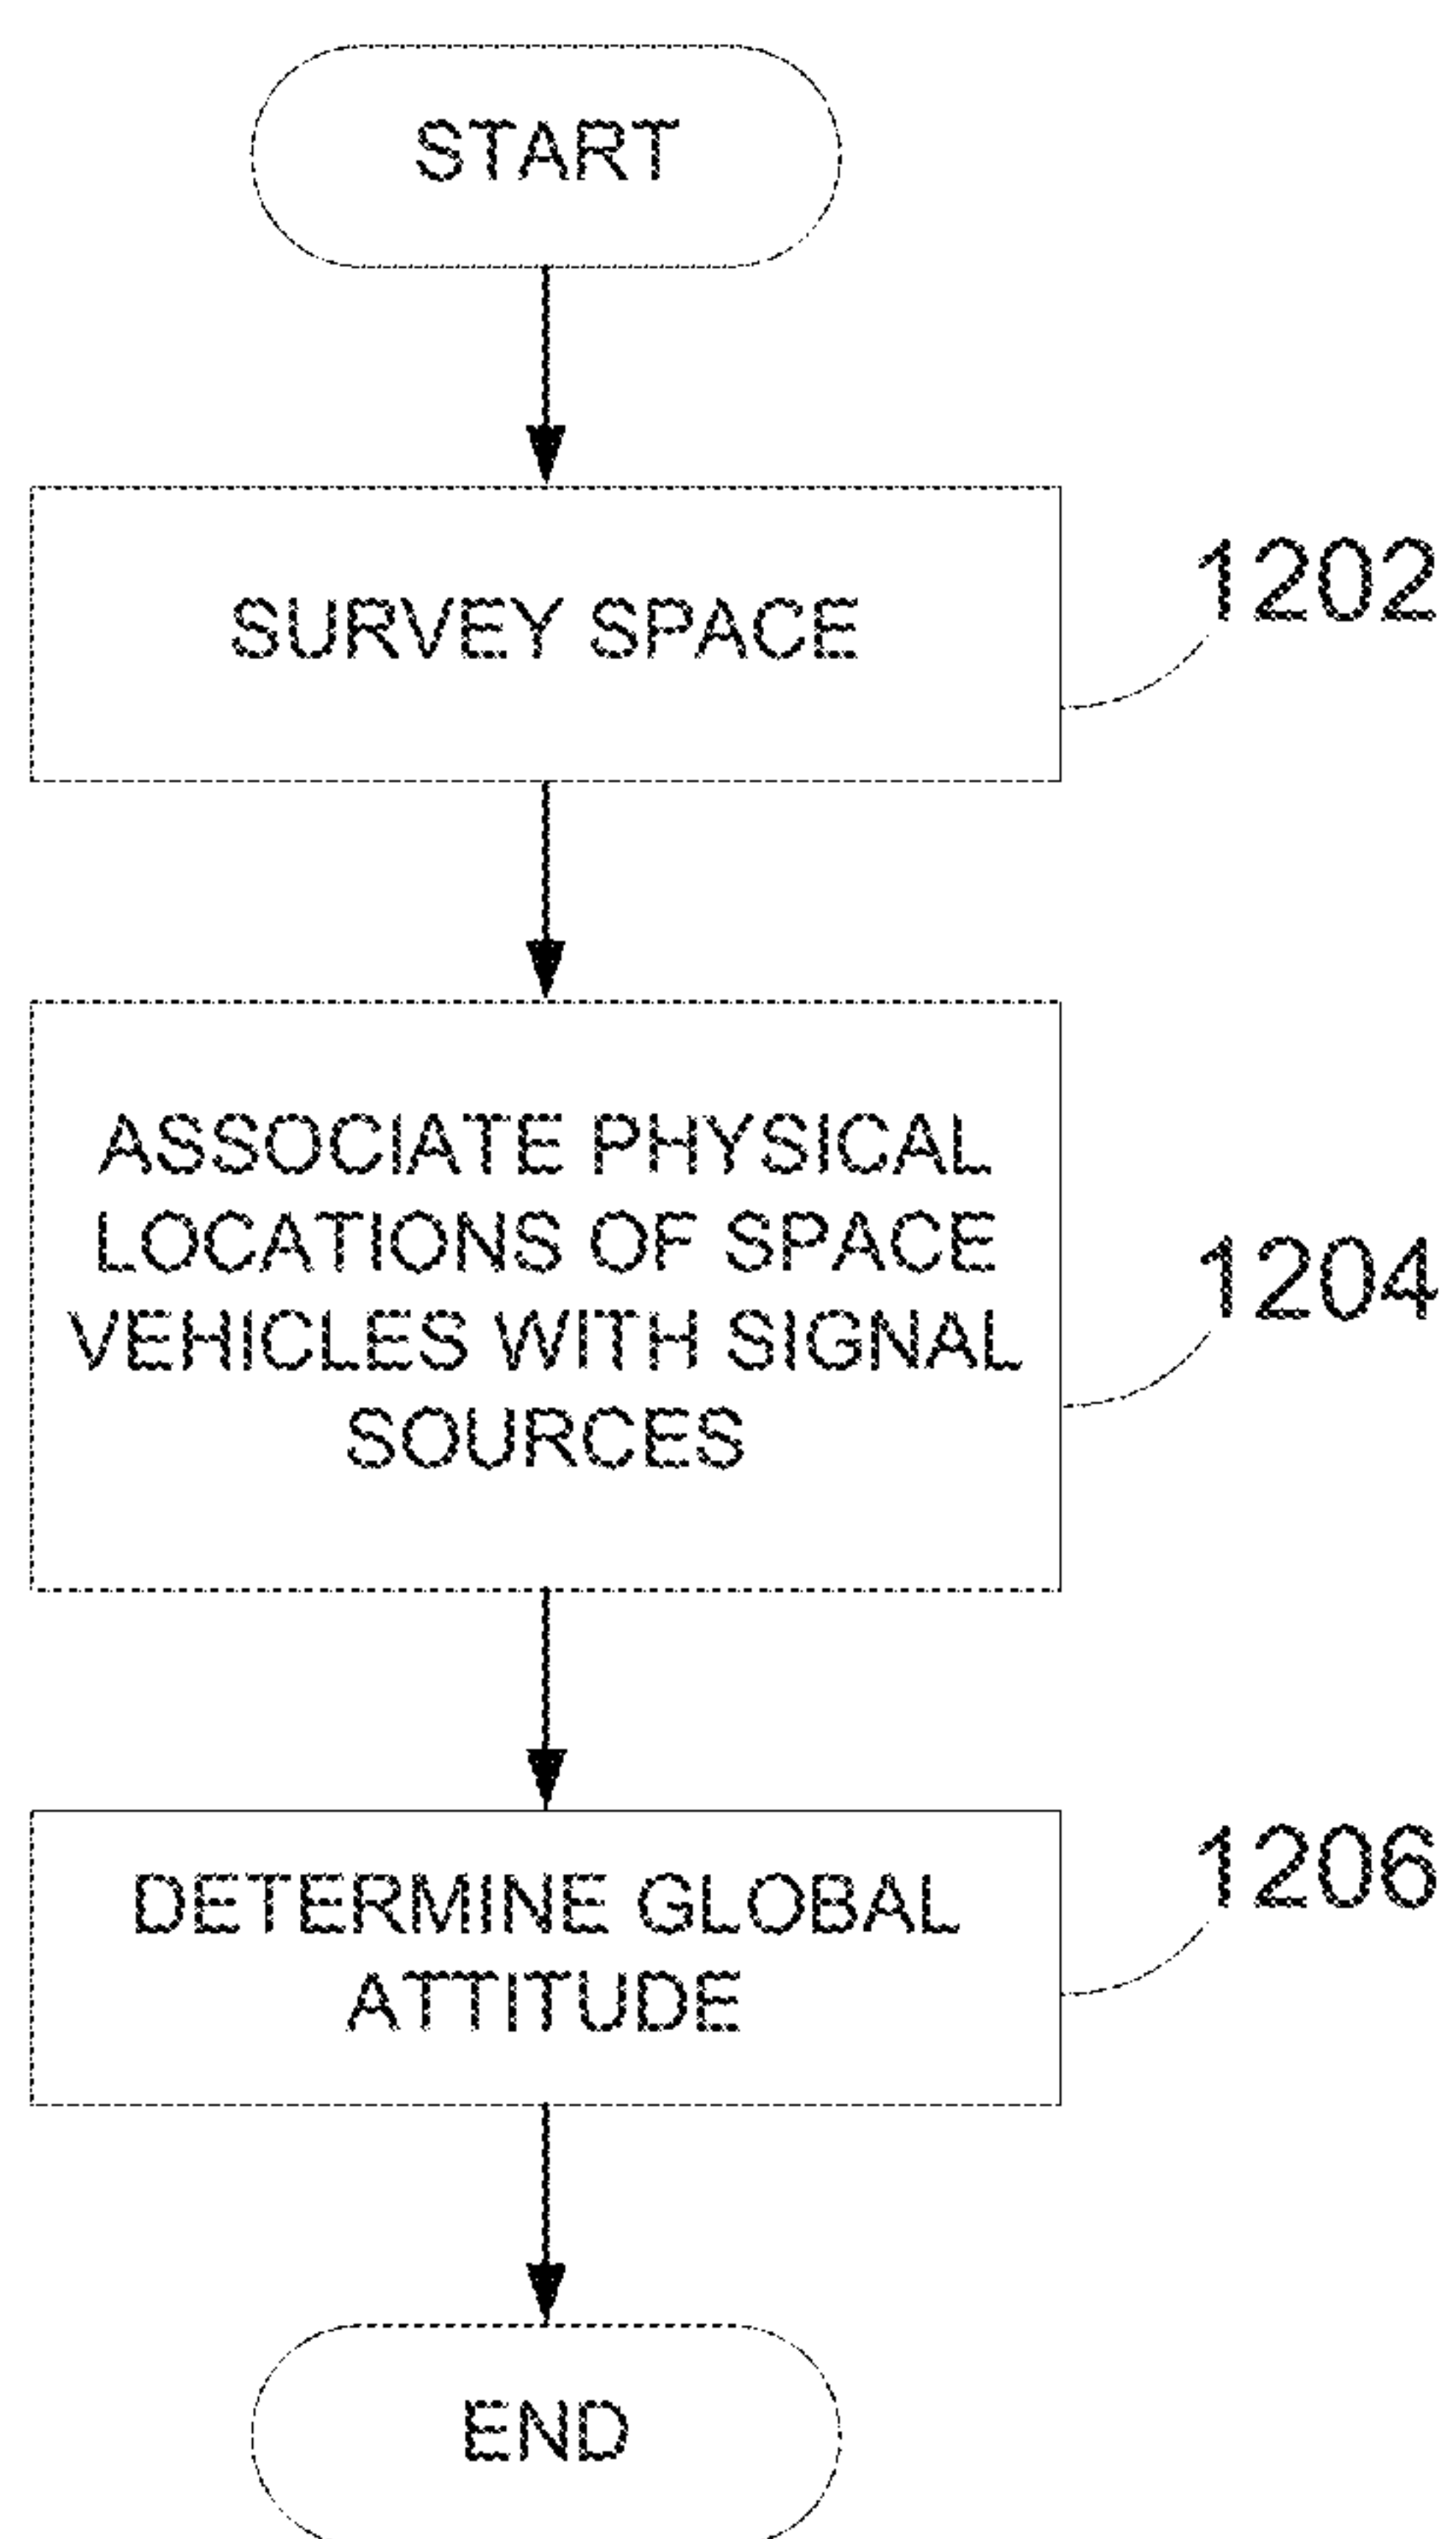 START
SURVEY SPACE
1202
ASSOCIATE PHYSICAL
LOCATIONS OF SPACE
VEHICLES WITH SIGNAL
SOURCES
1204
DETERMINE GLOBAL
ATTITUDE
1206
END